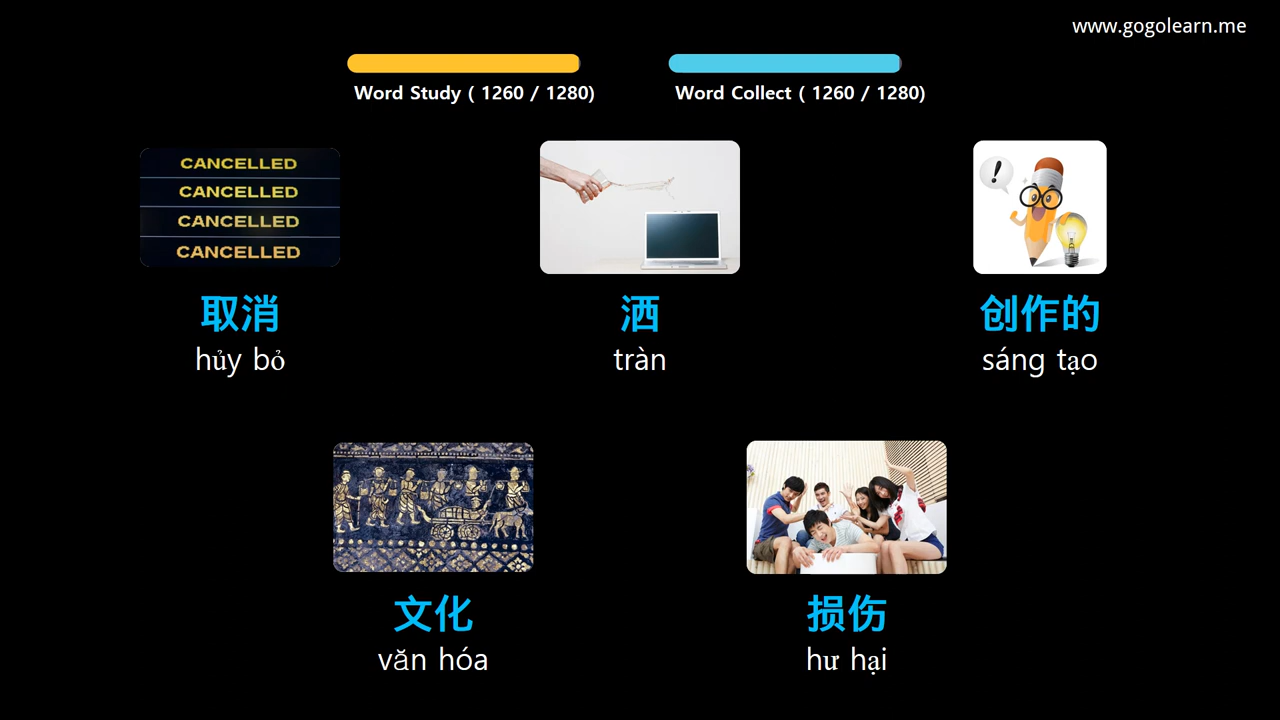 www.gogolearn.me
Word Study ( 1260 / 1280)
Word Collect ( 1260 / 1280)
CANCELLED
CANCELLED
CANCELLED
CANCELLED
!
取消
hủy bỏ
洒
tràn
创作的
sáng tạo
文化
văn hóa
损伤
hư hại